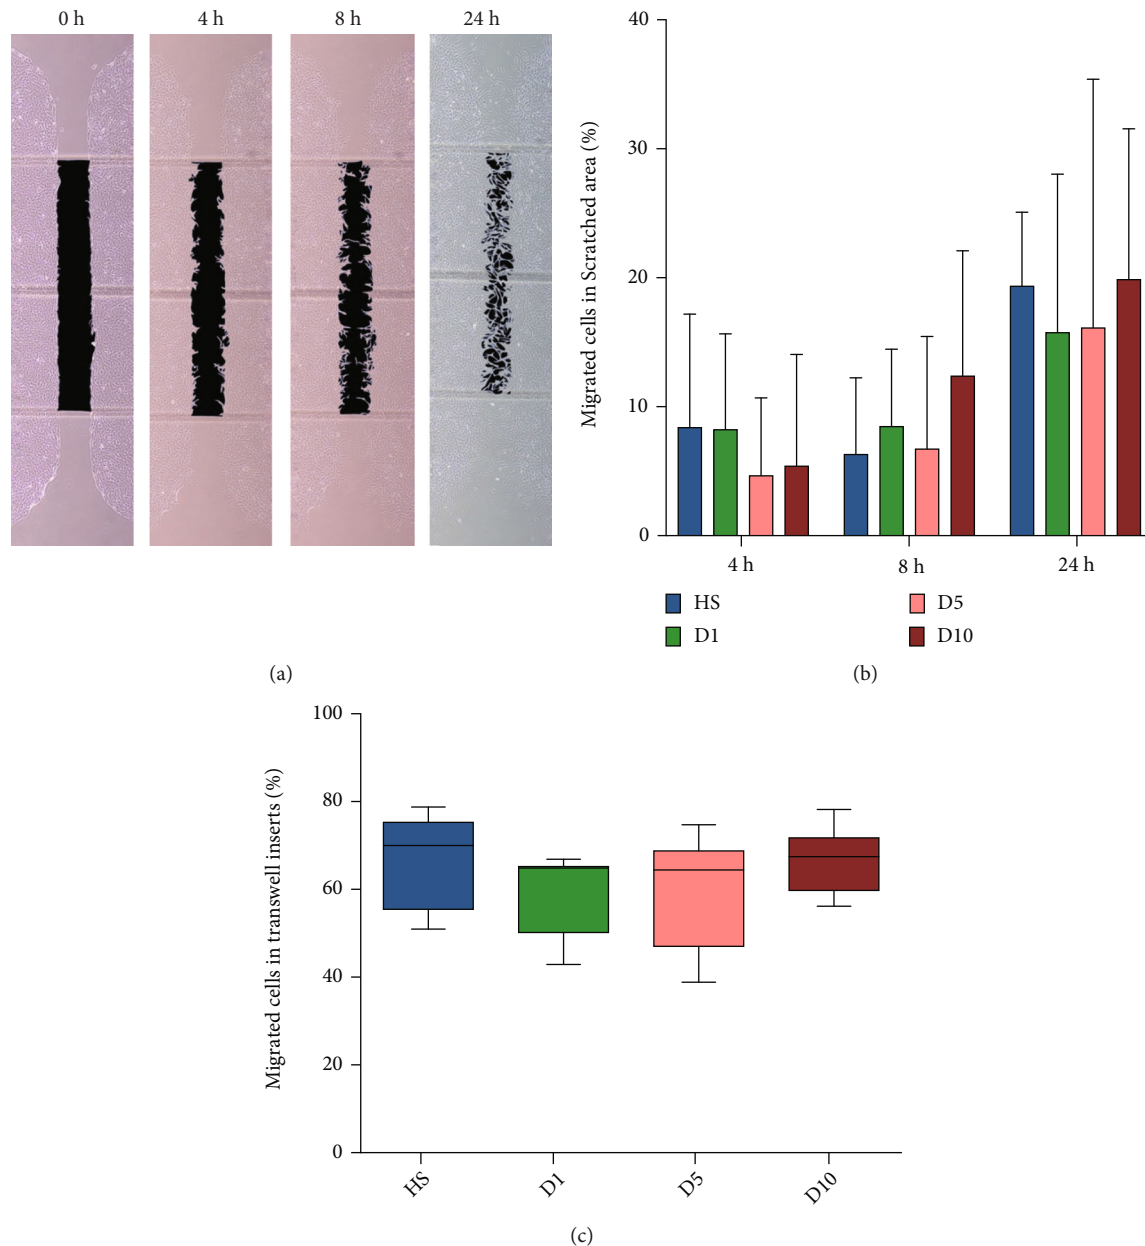 0 h
4 h
8 h
24 h
(a)
Migrated cells in Scratched area (%)
40
30
20
10
0
4 h
8 h
24 h
HS
D1
D5
D10
(b)
Migrated cells in transwell inserts (%)
100
80
60
40
20
0
HS
D1
D5
D10
(c)